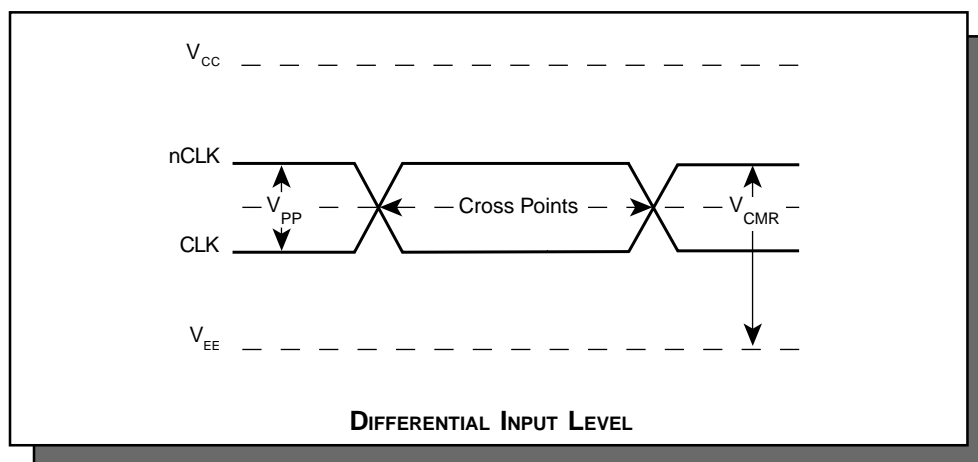 VCC
nCLK
VPP
Cross Points
VCMR
CLK
VEE
DIFFERENTIAL INPUT LEVEL